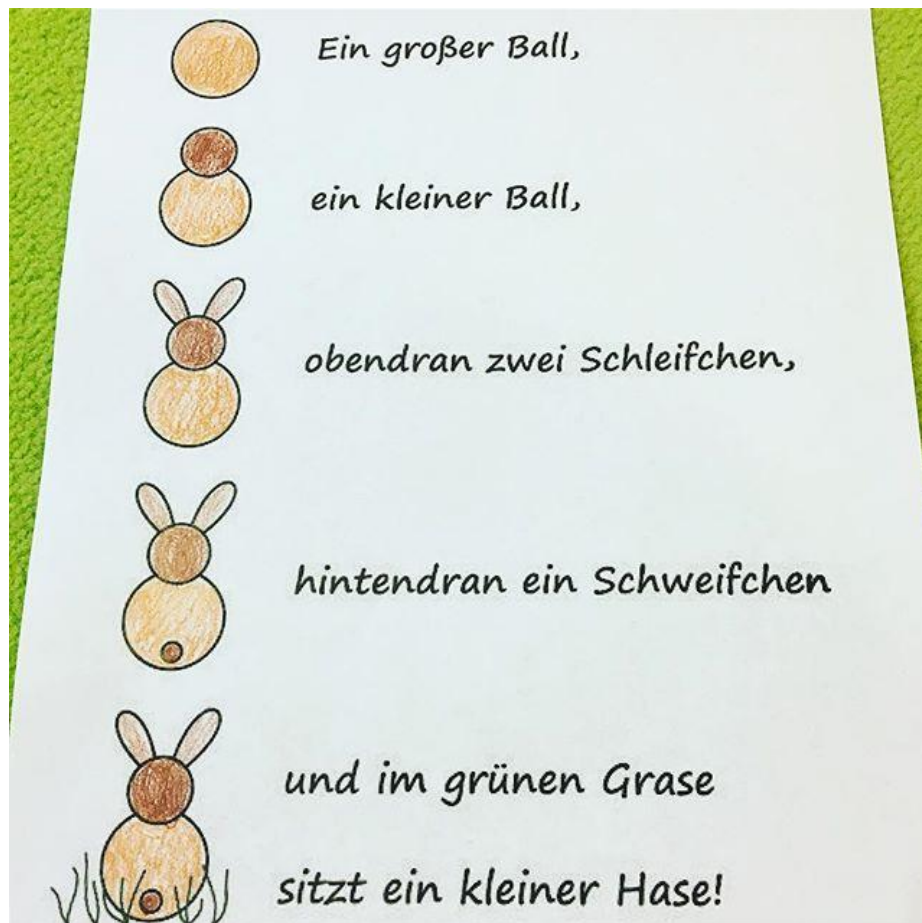 Ein großer Ball,
ein kleiner Ball,
obendran zwei Schleifchen,
hintendran ein Schweifchen
und im grünen Grase
sitzt ein kleiner Hase!